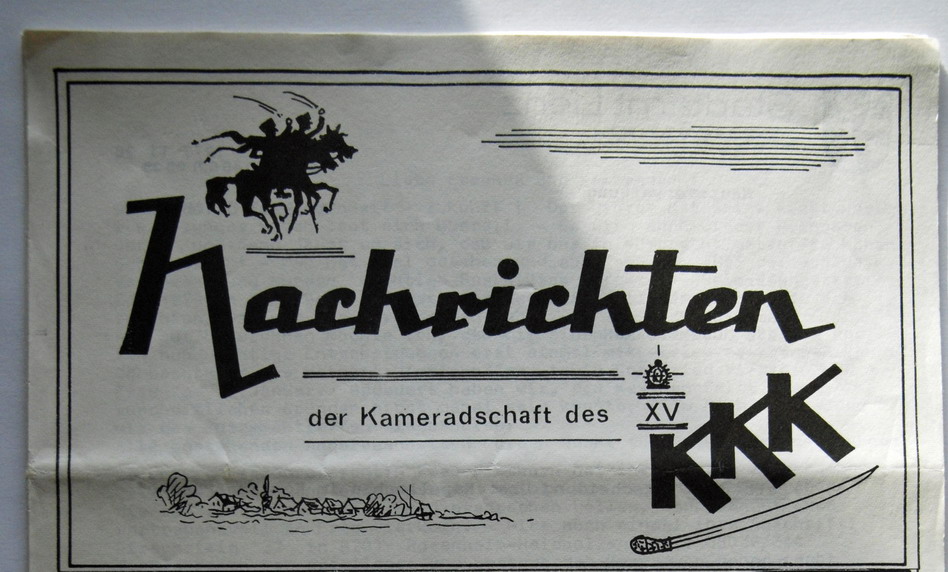 Nachrichten
der Kameradschaft des
XV
KKK